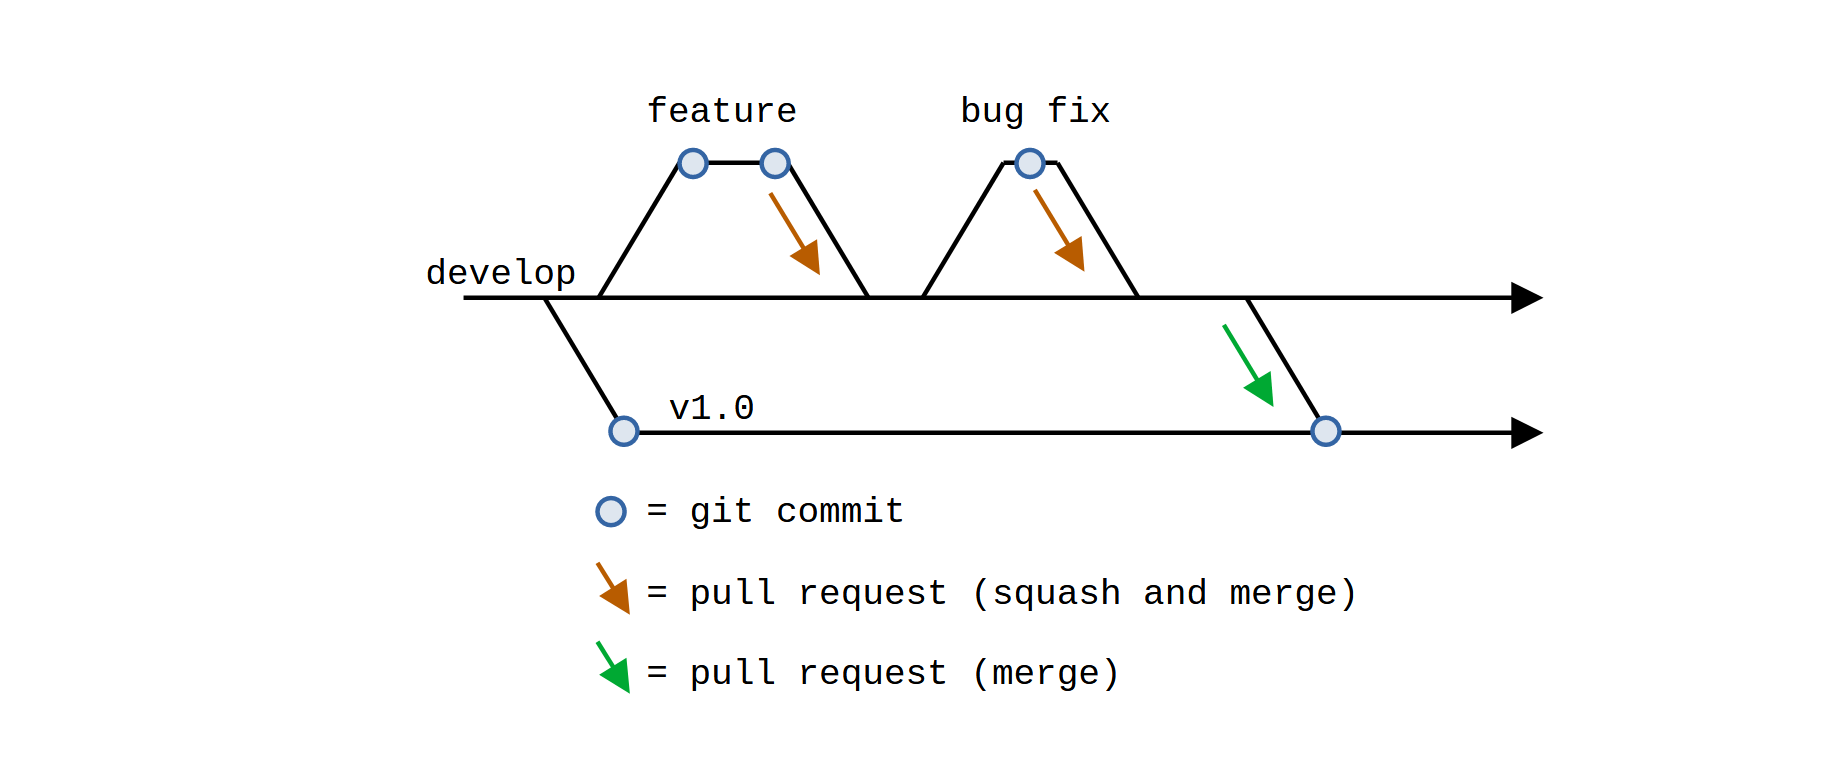 feature
bug fix
develop
v1.0
= git commit
= pull request (squash and merge)
= pull request (merge)